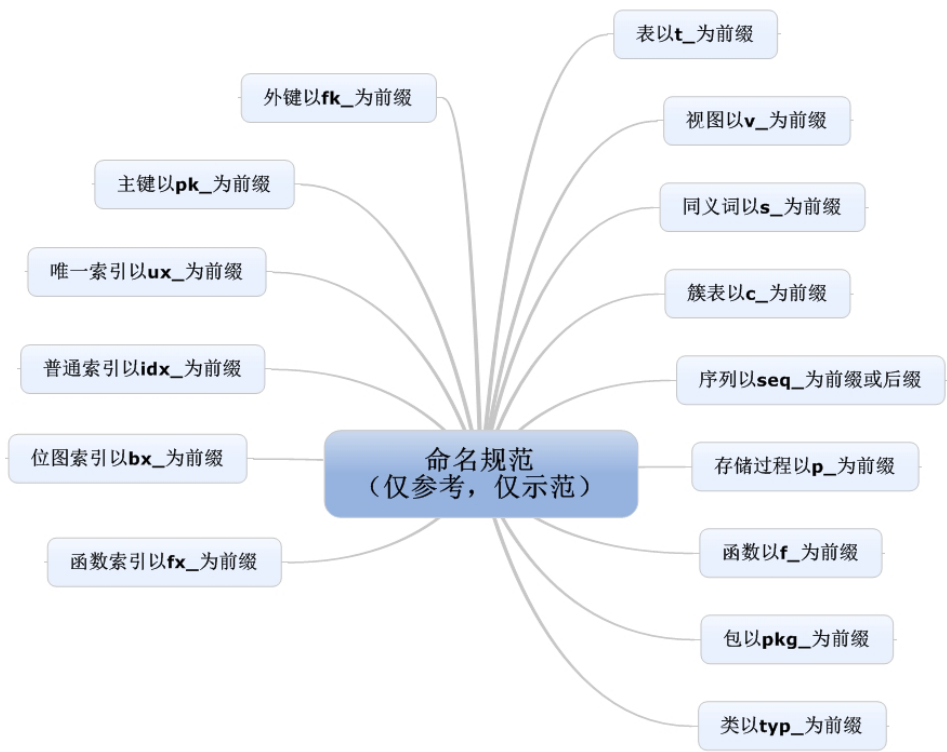 命名规范
（仅参考，仅示范）
表以t_为前缀
视图以v_为前缀
同义词以s_为前缀
簇表以c_为前缀
序列以seq_为前缀或后缀
存储过程以p_为前缀
函数以f_为前缀
包以pkg_为前缀
类以typ_为前缀
外键以fk_为前缀
主键以pk_为前缀
唯一索引以ux_为前缀
普通索引以idx_为前缀
位图索引以bx_为前缀
函数索引以fx_为前缀